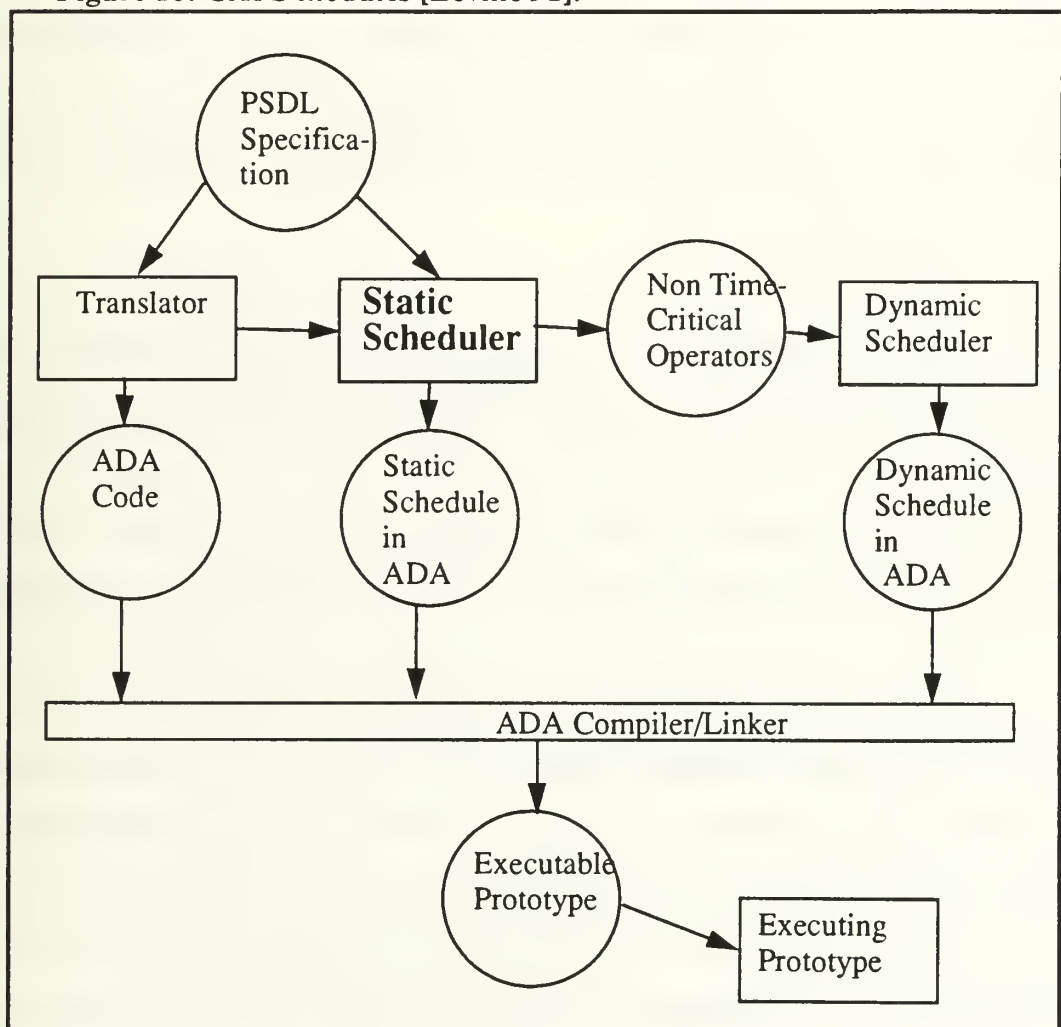 PSDL
Specifica-
tion
Translator
Static
Scheduler
Non Time-
Critical
Operators
Dynamic
Scheduler
ADA
Code
Static
Schedule
in
ADA
Dynamic
Schedule
in
ADA
ADA Compiler/Linker
Executable
Prototype
Executing
Prototype